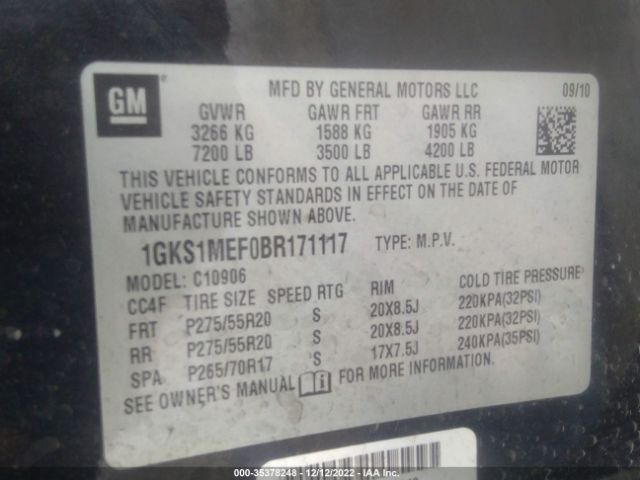 GM
MFD BY GENERAL MOTORS LLC 09/10
GVWR GAWR FRT GAWR RR
3266 KG 1588 KG 1905 KG
7200 LB 3500 LB 4200 LB
THIS VEHICLE CONFORMS TO ALL APPLICABLE U.S. FEDERAL MOTOR
VEHICLE SAFETY STANDARDS IN EFFECT ON THE DATE OF
MANUFACTURE SHOWN ABOVE.
1GKS1MEF0BR171117 TYPE: M.P.V.
MODEL: C10906
CC4F TIRE SIZE SPEED RTG RIM COLD TIRE PRESSURE
FRT P275/55R20 S 20X8.5J 220KPA(32PSI)
RR P275/55R20 S 20X8.5J 220KPA(32PSI)
SPA P265/70R17 S 17X7.5J 240KPA(35PSI)
SEE OWNER'S MANUAL FOR MORE INFORMATION.
000-35378248 - 12/12/2022 - IAA Inc.